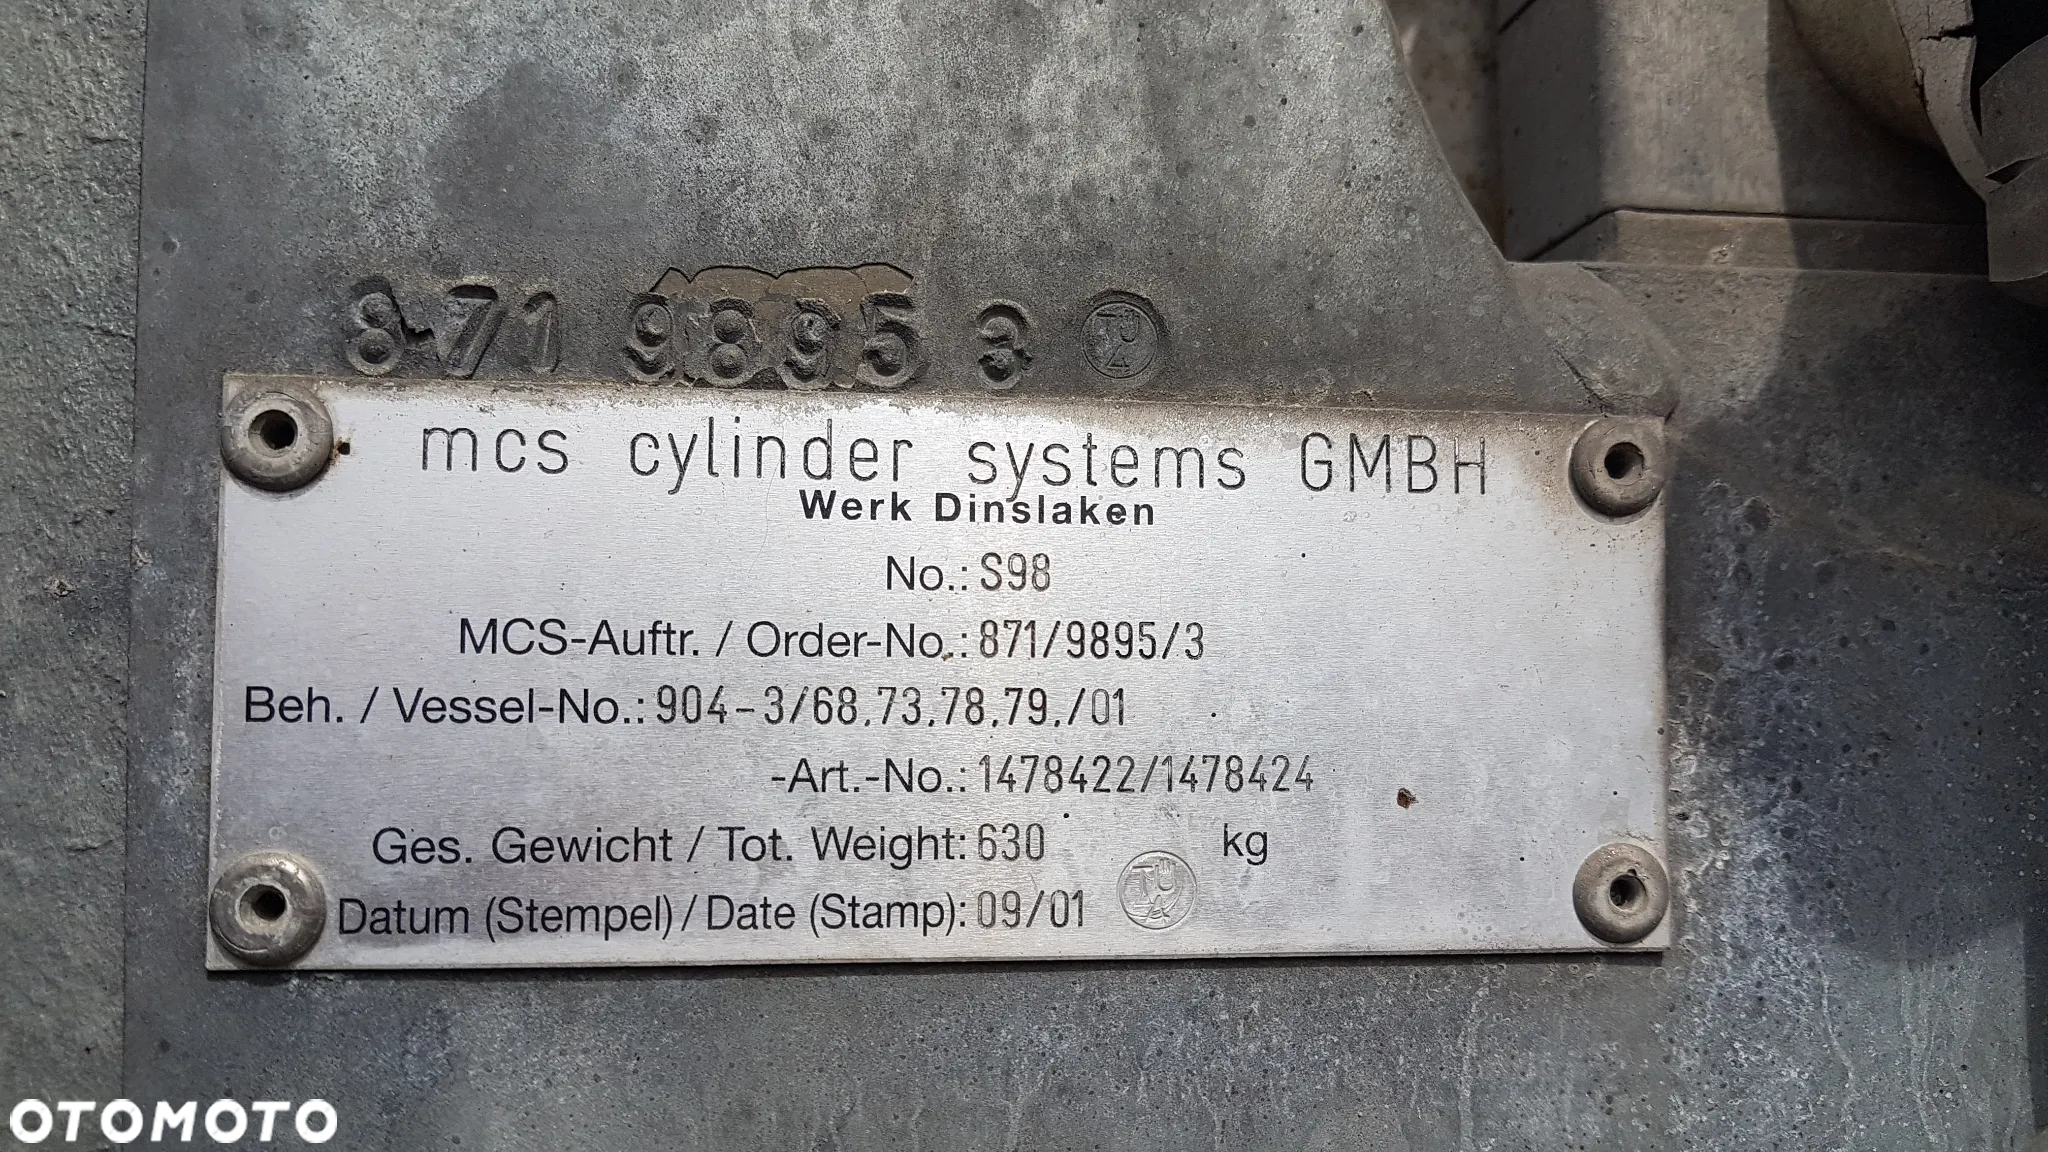 871 9895 3
mcs cylinder systems GMBH
Werk Dinslaken
No.: S98
MCS-Auftr. / Order-No.: 871/9895/3
Beh. / Vessel-No.: 904-3/68.73.78.79./01
-Art.-No.: 1478422/1478424
Ges. Gewicht / Tot. Weight: 630 kg
Datum (Stempel) / Date (Stamp): 09/01
OTOMOTO